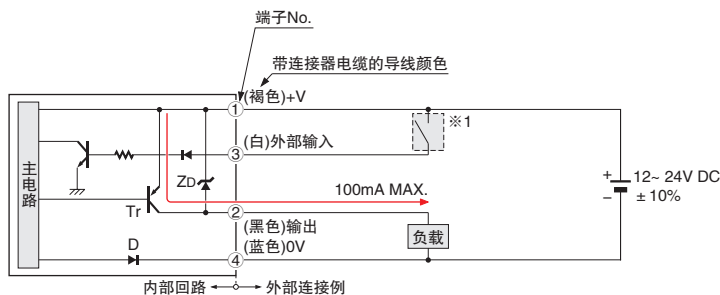 端子No.
带连接器电缆的导线颜色
① (褐色)+V
※1
③ (白)外部输入
主电路
ZD
100mA MAX.
12~ 24V DC
± 10%
+
−
Tr
② (黑色)输出
负载
D
(蓝色)0V
④
内部回路 外部连接例